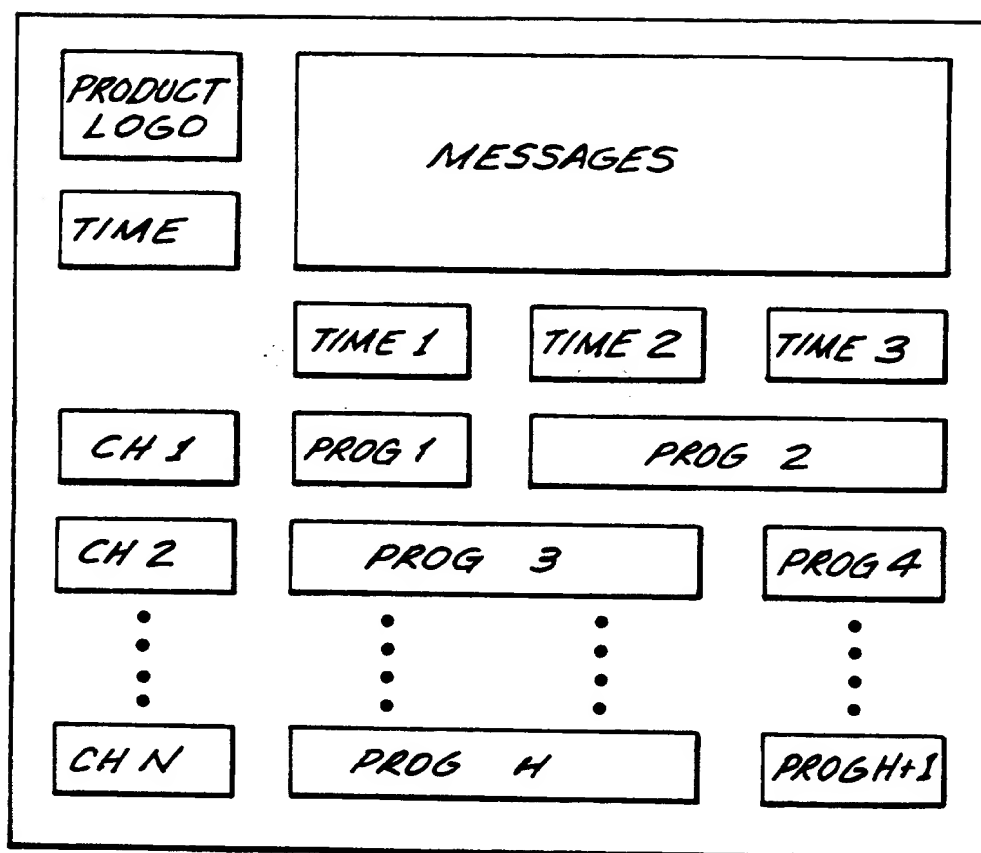 PRODUCT
LOGO
MESSAGES
TIME
TIME 1
TIME 2
TIME 3
CH 1
PROG 1
PROG 2
CH 2
PROG 3
PROG 4
CH N
PROG H
PROG H+1